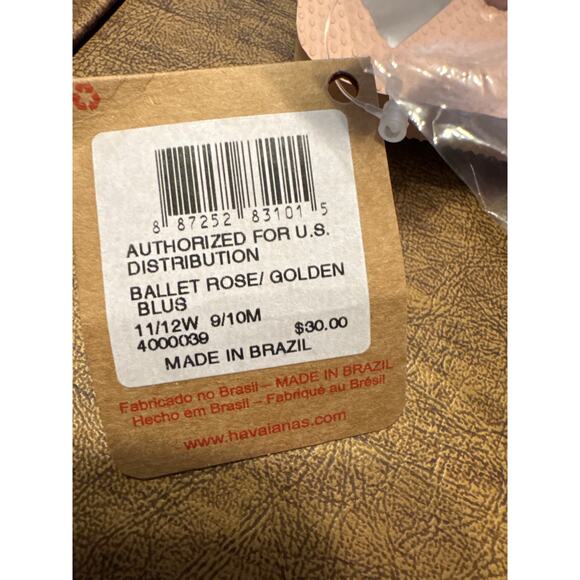 8 87252 83101 5
AUTHORIZED FOR U.S.
DISTRIBUTION
BALLET ROSE/ GOLDEN
BLUS
11/12W 9/10M
4000039 $30.00
MADE IN BRAZIL
Fabricado no Brasil – MADE IN BRAZIL
Hecho em Brasil – Fabriqué au Brésil
www.havaianas.com